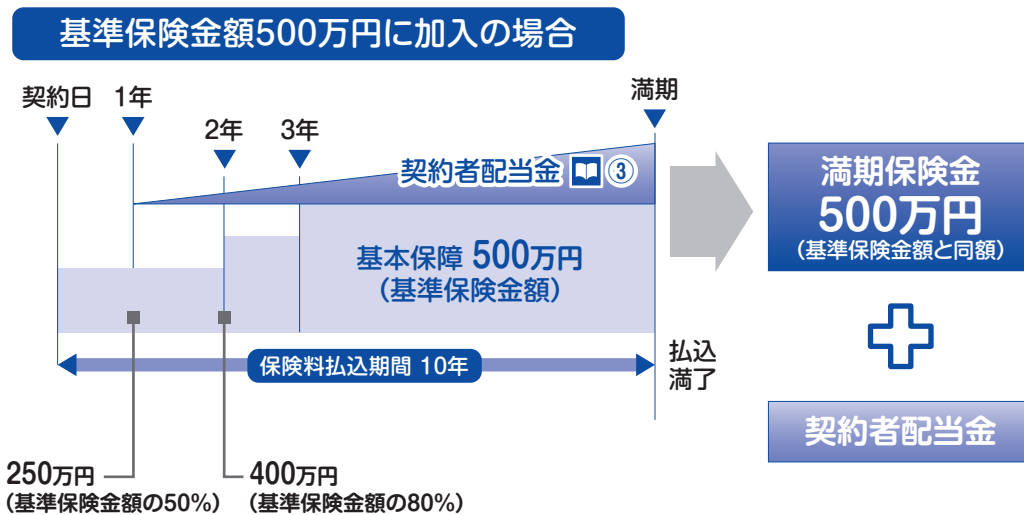 基準保険金額500万円に加入の場合
契約日
1年
2年
3年
満期
契約者配当金 ③
基本保障 500万円
（基準保険金額）
保険料払込期間 10年
払込
満了
250万円
（基準保険金額の50%）
400万円
（基準保険金額の80%）
満期保険金
500万円
（基準保険金額と同額）
契約者配当金